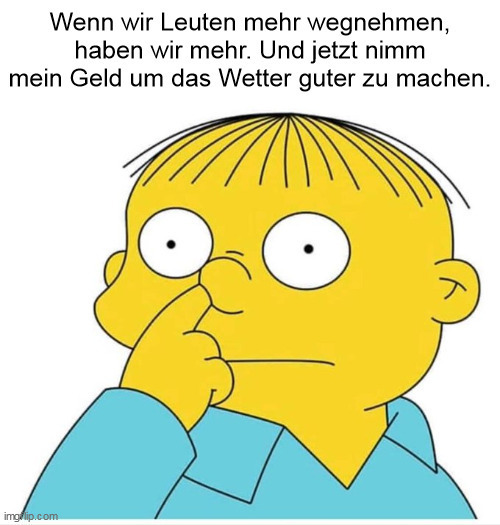 Wenn wir Leuten mehr wegnehmen,
haben wir mehr. Und jetzt nimm
mein Geld um das Wetter guter zu machen.
imgflip.com